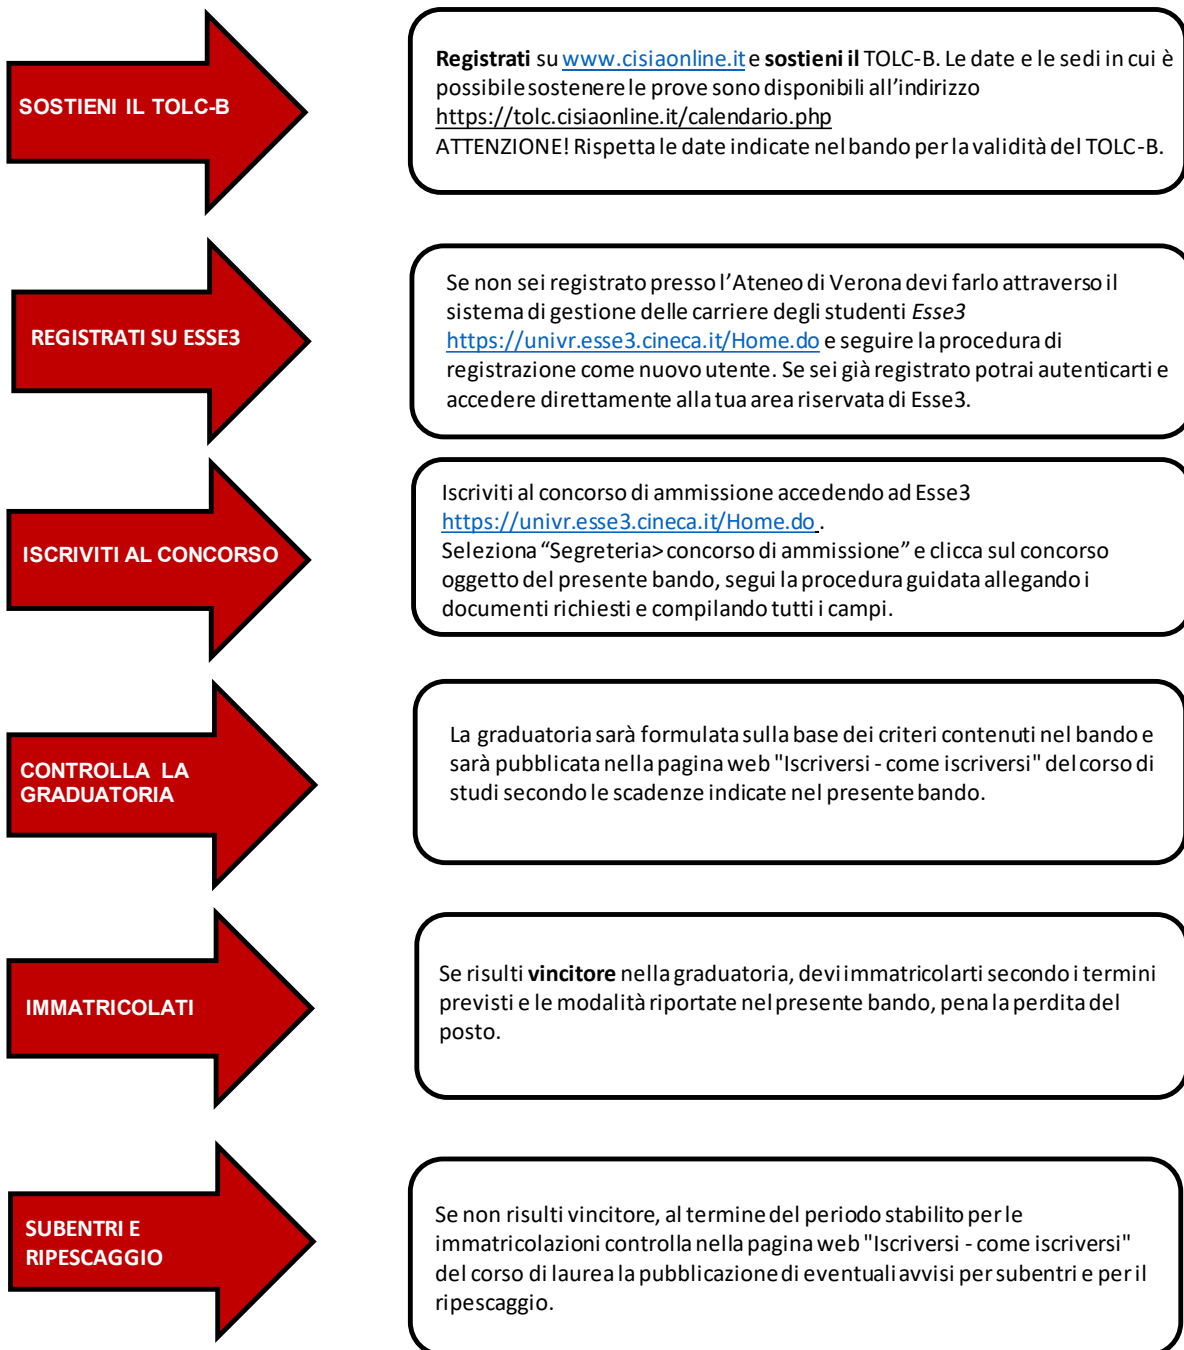 SOSTIENI IL TOLC-B
Registrati su www.cisiaonline.it e sostieni il TOLC-B. Le date e le sedi in cui è
possibile sostenere le prove sono disponibili all’indirizzo
https://tolc.cisiaonline.it/calendario.php
ATTENZIONE! Rispetta le date indicate nel bando per la validità del TOLC-B.
REGISTRATI SU ESSE3
Se non sei registrato presso l’Ateneo di Verona devi farlo attraverso il
sistema di gestione delle carriere degli studenti Esse3
https://univr.esse3.cineca.it/Home.do e seguire la procedura di
registrazione come nuovo utente. Se sei già registrato potrai autenticarti e
accedere direttamente alla tua area riservata di Esse3.
ISCRIVITI AL CONCORSO
Iscriviti al concorso di ammissione accedendo ad Esse3
https://univr.esse3.cineca.it/Home.do .
Seleziona “Segreteria> concorso di ammissione” e clicca sul concorso
oggetto del presente bando, segui la procedura guidata allegando i
documenti richiesti e compilando tutti i campi.
CONTROLLA LA
GRADUATORIA
La graduatoria sarà formulata sulla base dei criteri contenuti nel bando e
sarà pubblicata nella pagina web "Iscriversi - come iscriversi" del corso di
studi secondo le scadenze indicate nel presente bando.
IMMATRICOLATI
Se risulti vincitore nella graduatoria, devi immatricolarti secondo i termini
previsti e le modalità riportate nel presente bando, pena la perdita del
posto.
SUBENTRI E
RIPESCAGGIO
Se non risulti vincitore, al termine del periodo stabilito per le
immatricolazioni controlla nella pagina web "Iscriversi - come iscriversi"
del corso di laurea la pubblicazione di eventuali avvisi per subentri e per il
ripescaggio.